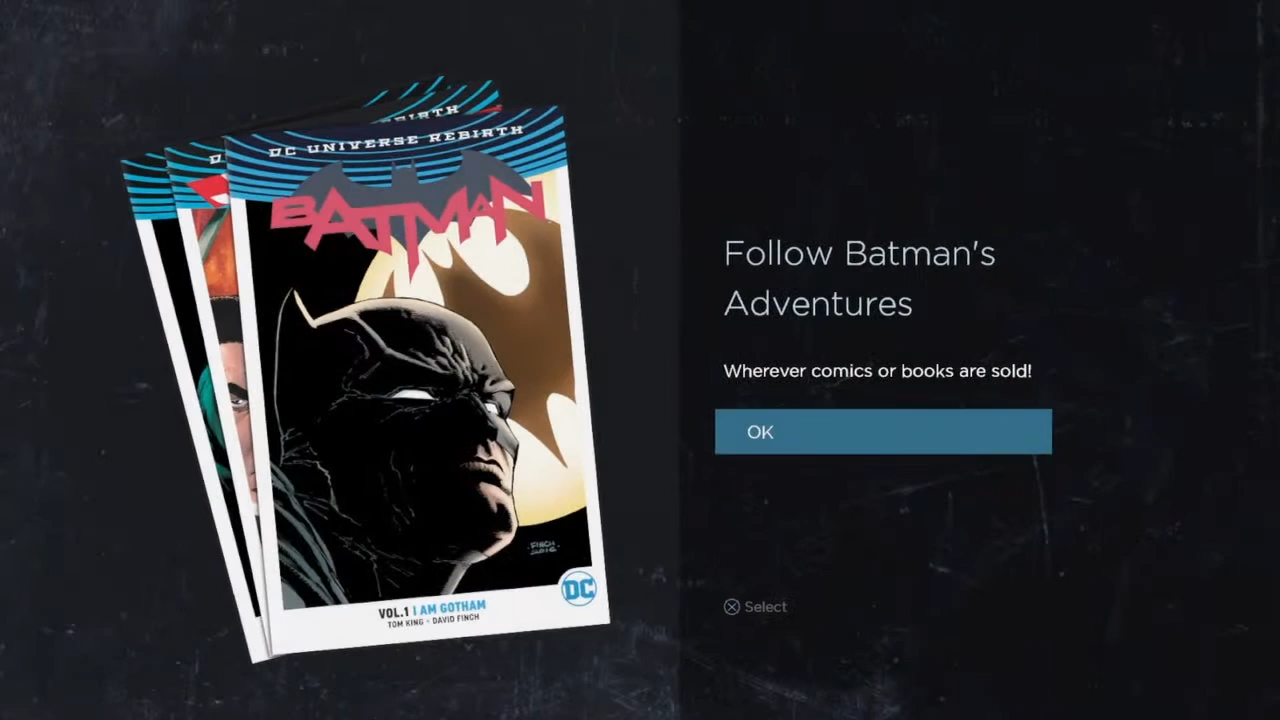 DC UNIVERSE REBIRTH
BATMAN
FINCH
VOL.1 I AM GOTHAM
TOM KING - DAVID FINCH
DC
Follow Batman's
Adventures
Wherever comics or books are sold!
OK
Select